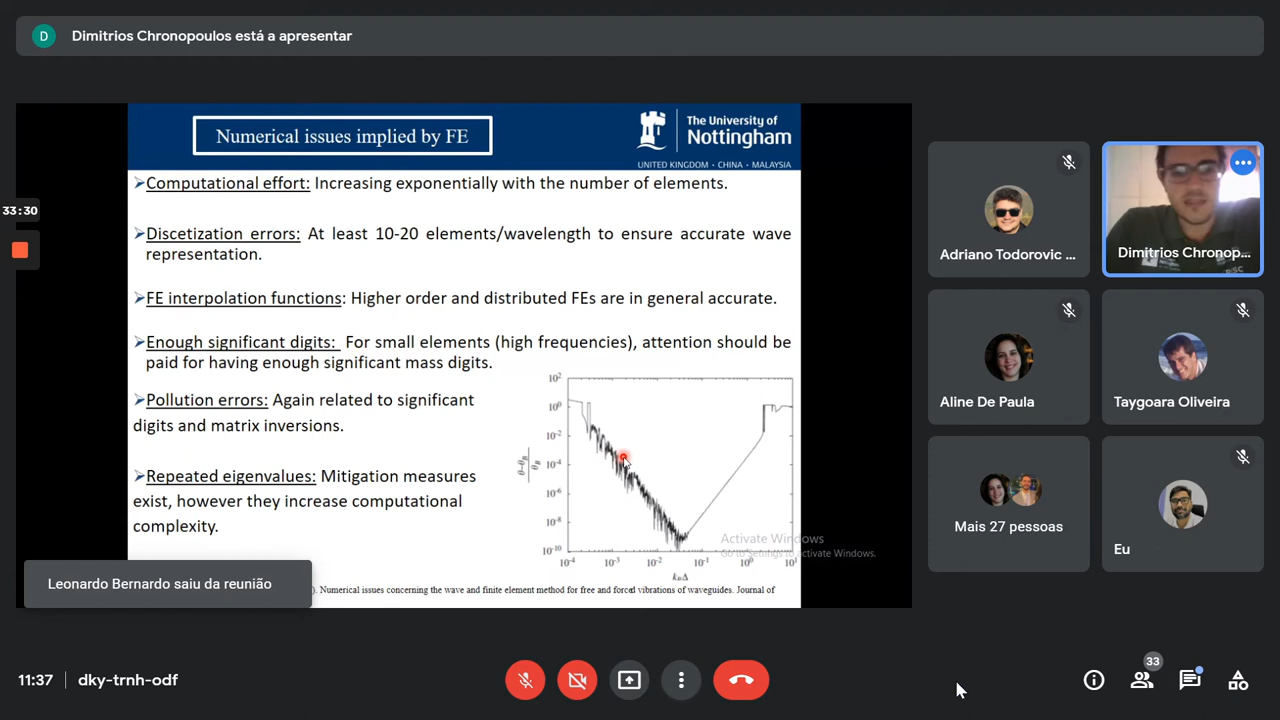 D Dimitrios Chronopoulos está a apresentar
33:30
Numerical issues implied by FE
The University of
Nottingham
UNITED KINGDOM · CHINA · MALAYSIA
➢Computational effort: Increasing exponentially with the number of elements.
➢Discetization errors: At least 10-20 elements/wavelength to ensure accurate wave
representation.
➢FE interpolation functions: Higher order and distributed FEs are in general accurate.
➢Enough significant digits: For small elements (high frequencies), attention should be
paid for having enough significant mass digits.
➢Pollution errors: Again related to significant
digits and matrix inversions.
➢Repeated eigenvalues: Mitigation measures
exist, however they increase computational
complexity.
10²
10⁰
10⁻²
10⁻⁴
10⁻⁶
10⁻⁸
10⁻¹⁰
10⁻⁴ 10⁻³ 10⁻² 10⁻¹ 10⁰ 10¹
Activate Windows
Go to Settings to activate Windows.
). Numerical issues concerning the wave and finite element method for free and forced vibrations of waveguides. Journal of
Leonardo Bernardo saiu da reunião
Adriano Todorovic ...
Dimitrios Chronop...
Aline De Paula
Taygoara Oliveira
Mais 27 pessoas
Eu
11:37 dky-trnh-odf
33